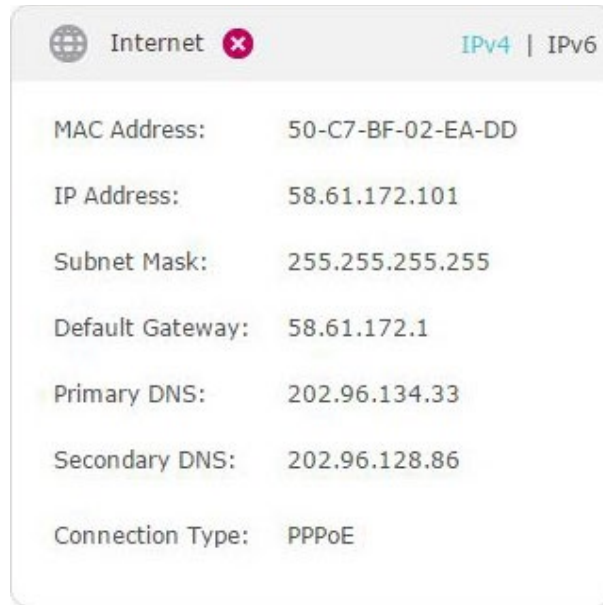 Internet IPv4 | IPv6
MAC Address: 50-C7-BF-02-EA-DD
IP Address: 58.61.172.101
Subnet Mask: 255.255.255.255
Default Gateway: 58.61.172.1
Primary DNS: 202.96.134.33
Secondary DNS: 202.96.128.86
Connection Type: PPPoE